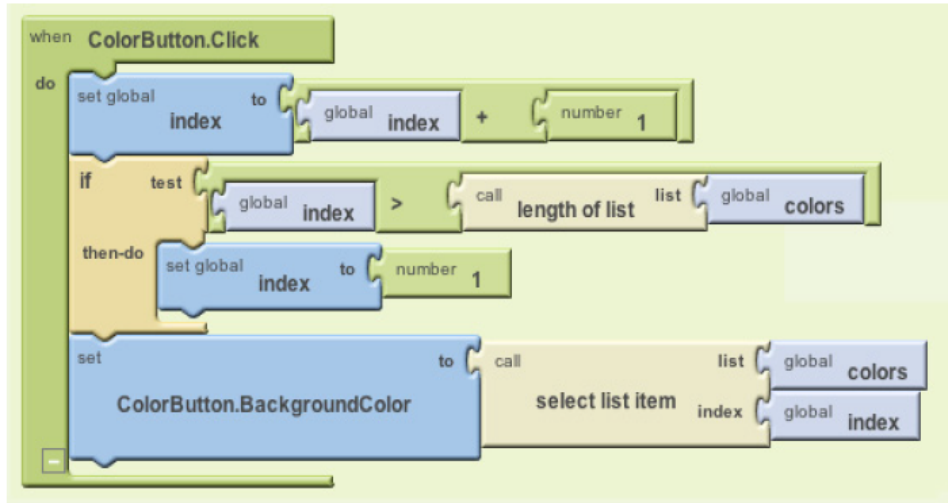 when ColorButton.Click
do
set global index to global index + number 1
if test global index > call length of list list global colors
then-do set global index to number 1
set ColorButton.BackgroundColor to call select list item list global colors
index global index